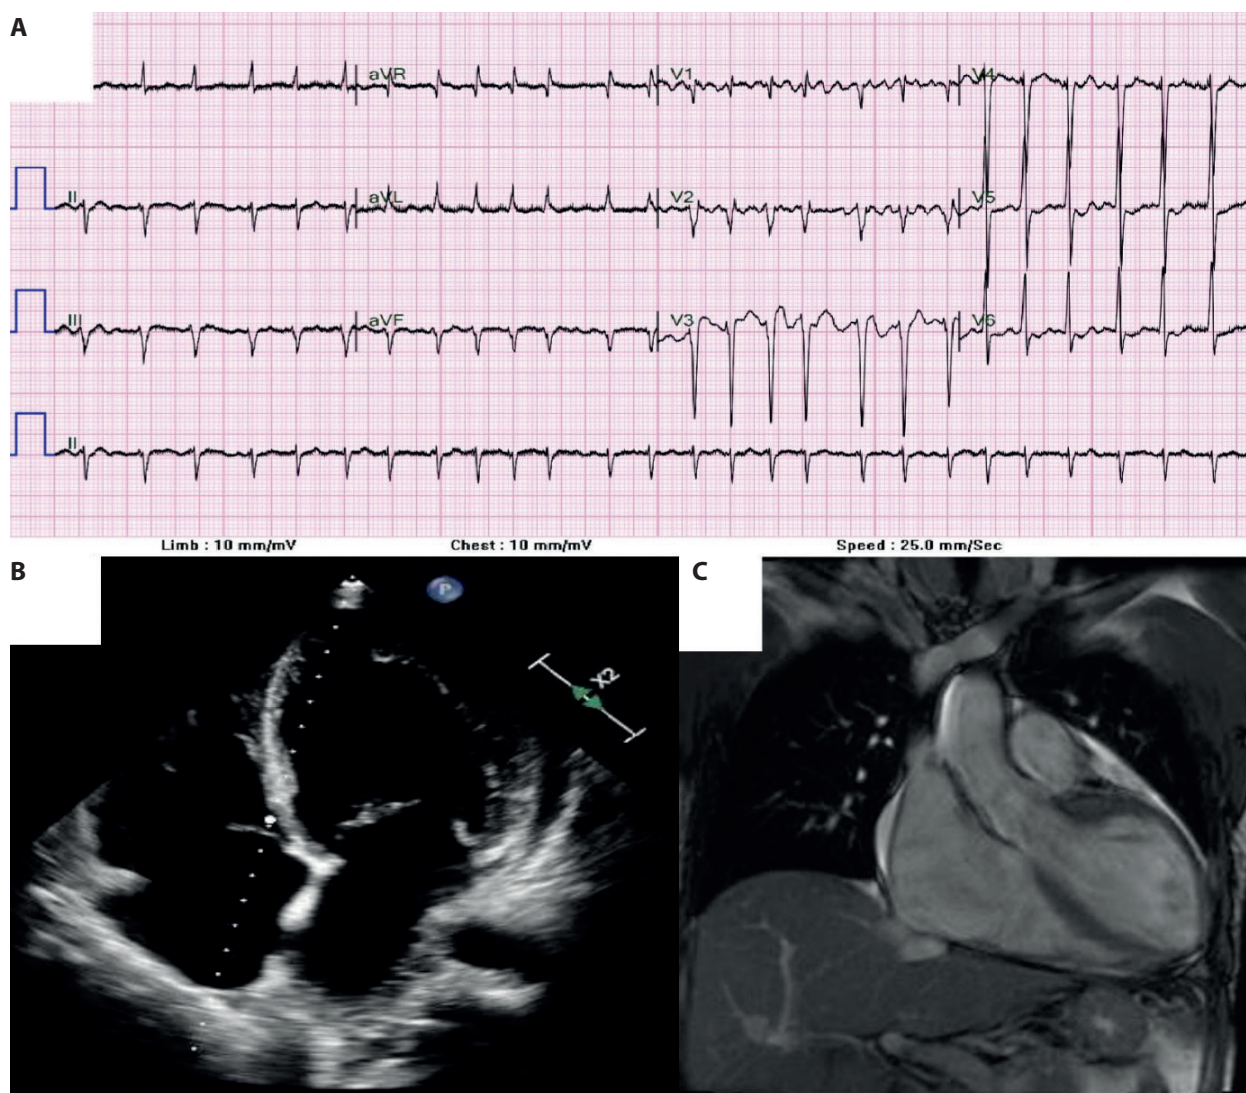 A
aVR V1 V4
II aVL V2 V5
III aVF V3 V6
II
Limb : 10 mm/mV Chest : 10 mm/mV Speed : 25.0 mm/Sec
B
P
X2
C